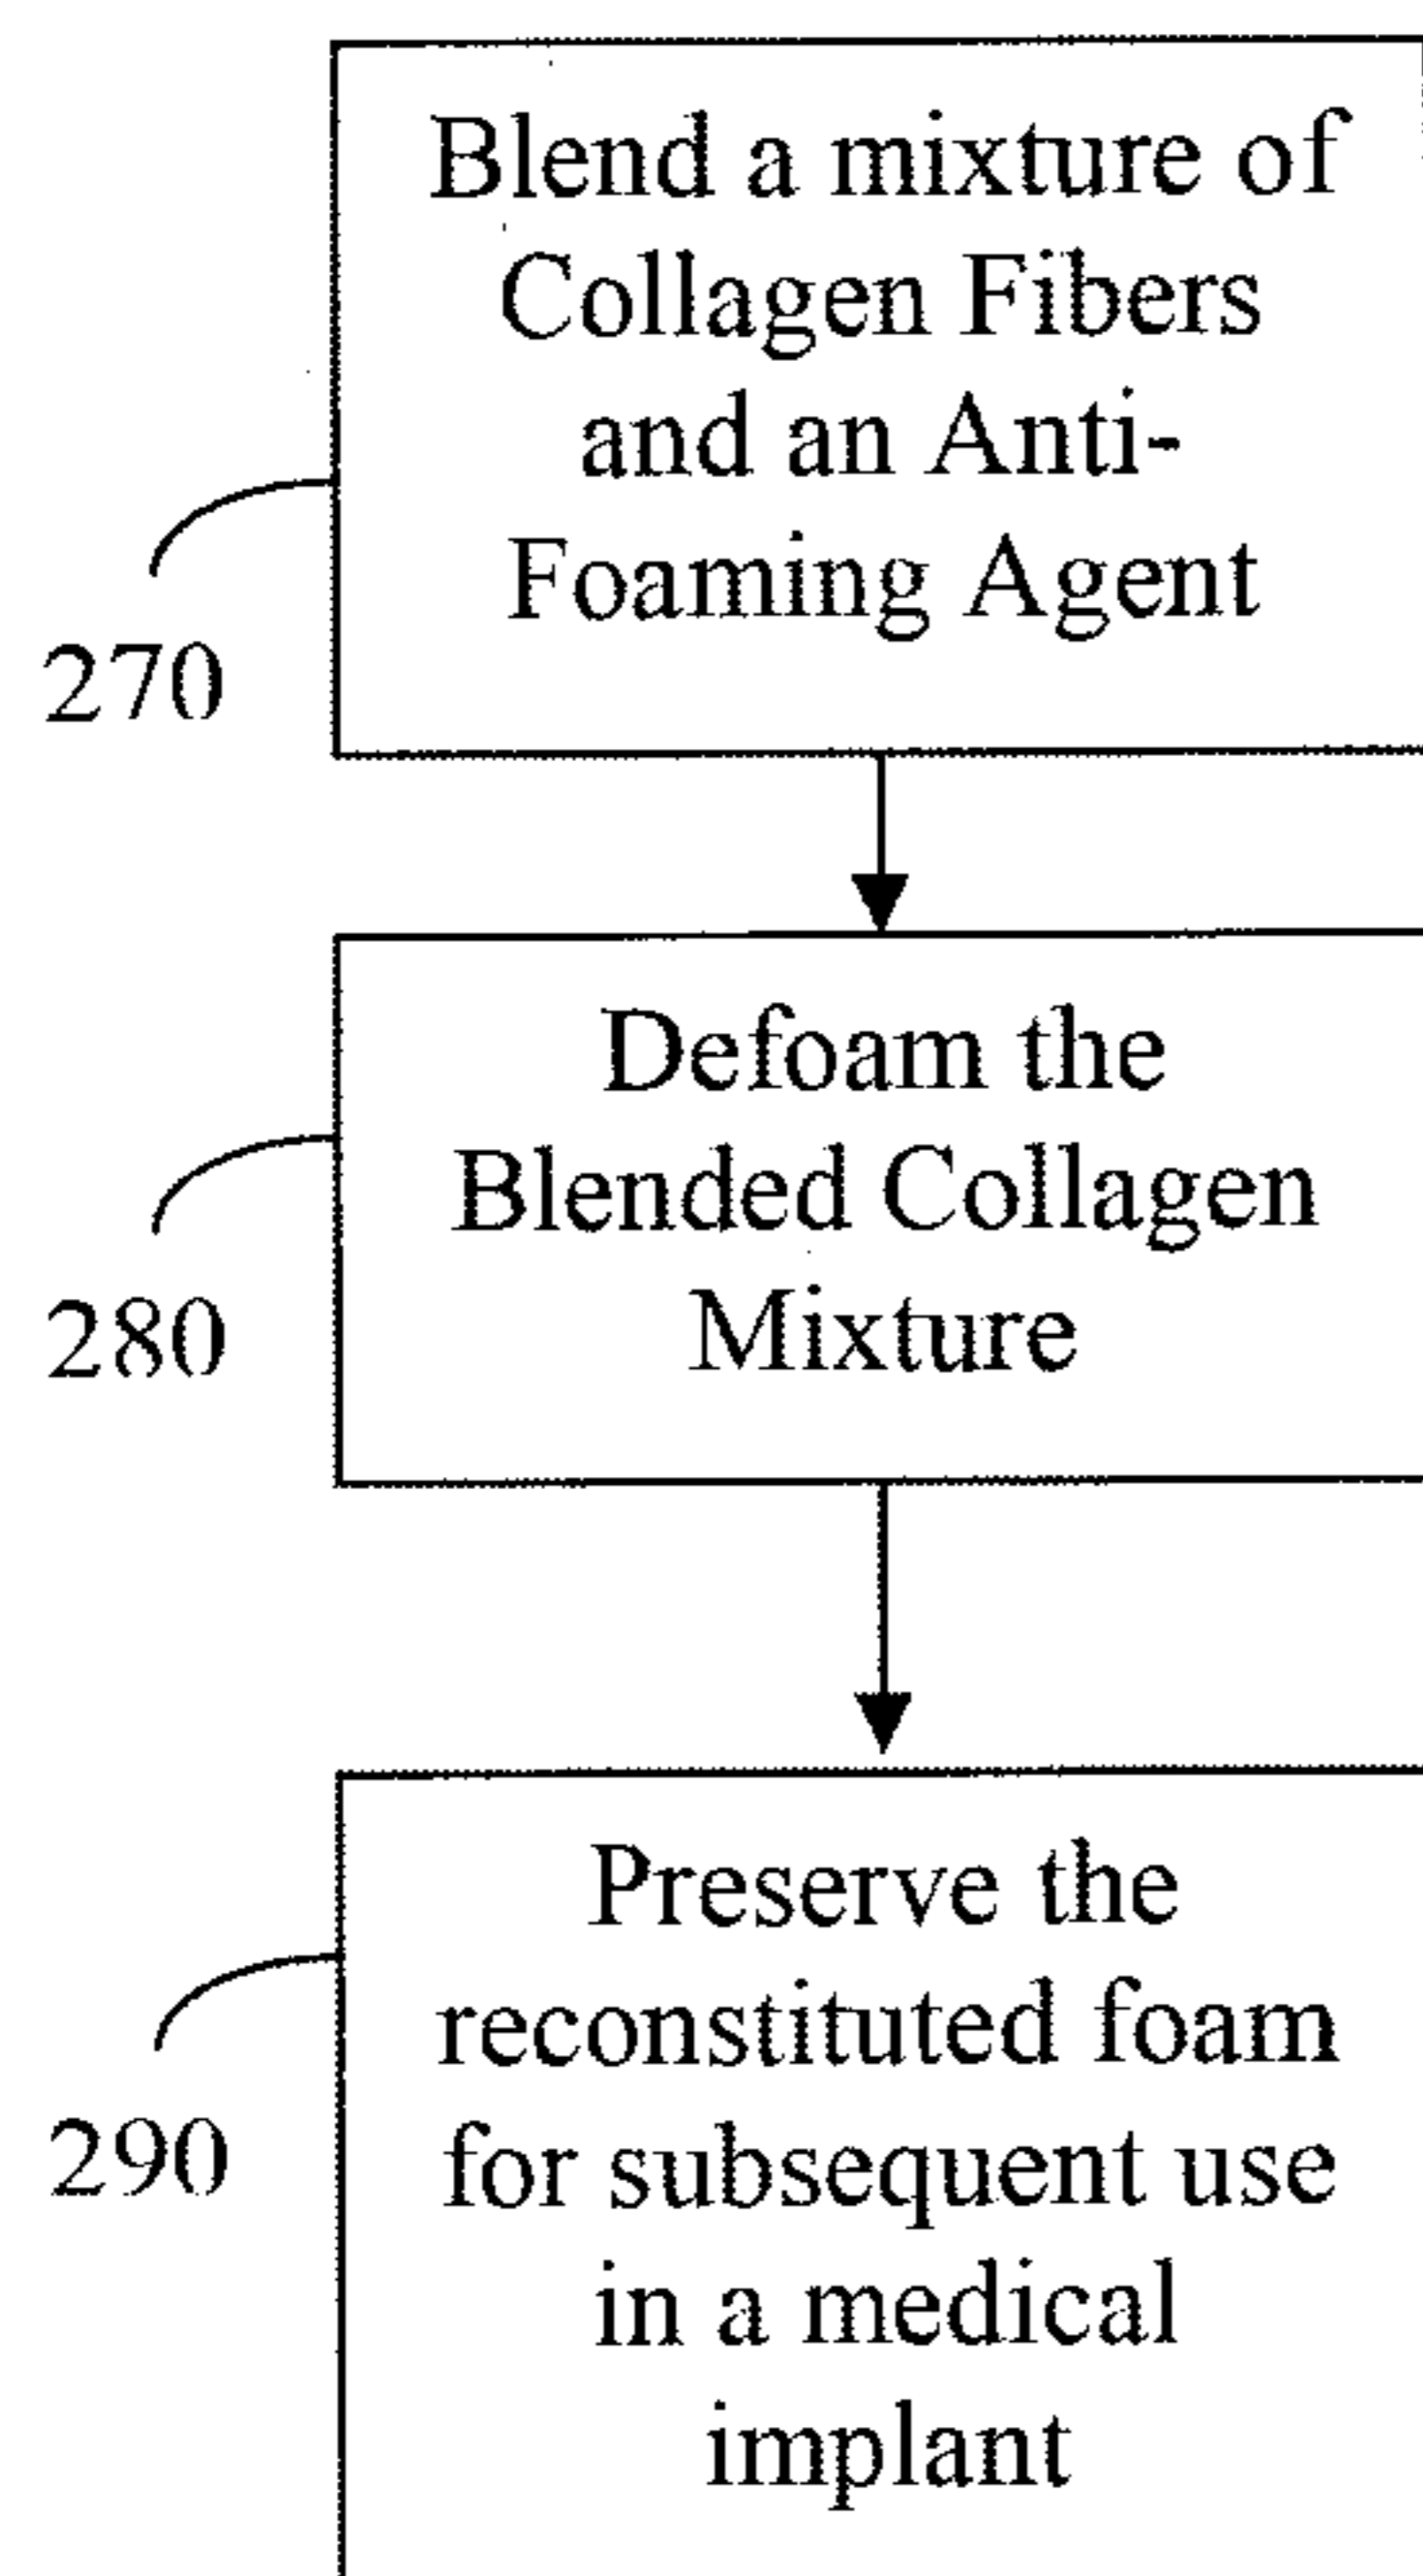 Blend a mixture of
Collagen Fibers
and an Anti-
Foaming Agent
270
Defoam the
Blended Collagen
Mixture
280
Preserve the
reconstituted foam
for subsequent use
in a medical
implant
290